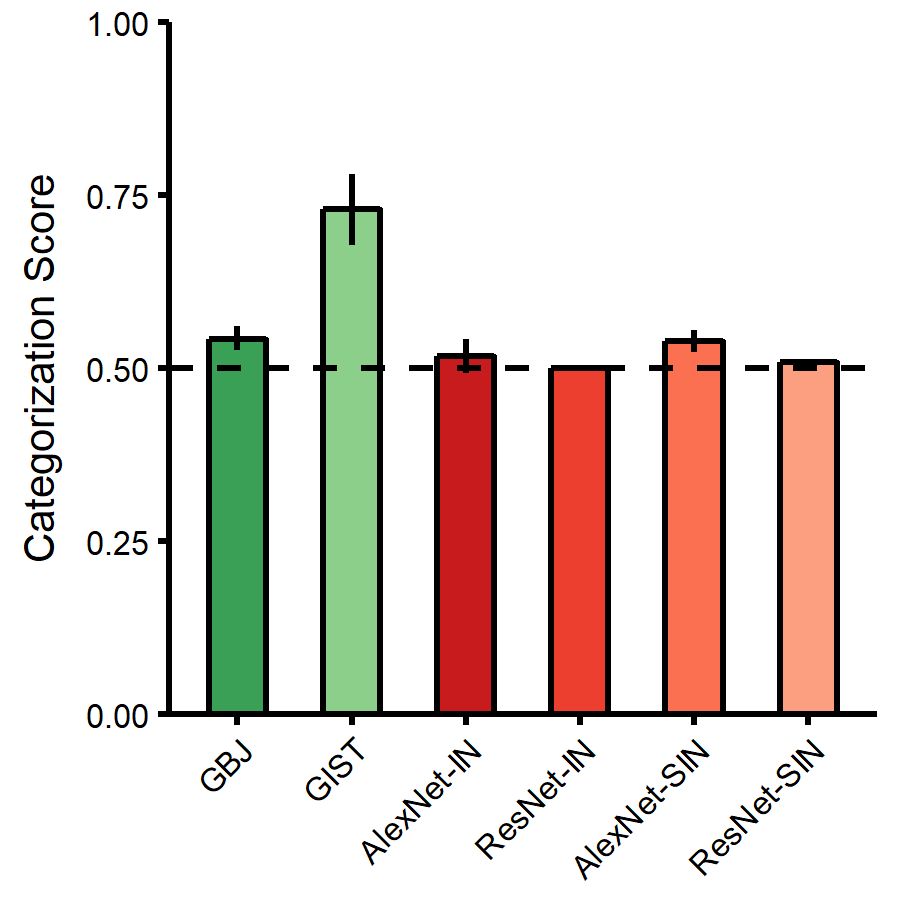 Categorization Score
1.00
0.75
0.50
0.25
0.00
GBJ
GIST
AlexNet-IN
ResNet-IN
AlexNet-SIN
ResNet-SIN